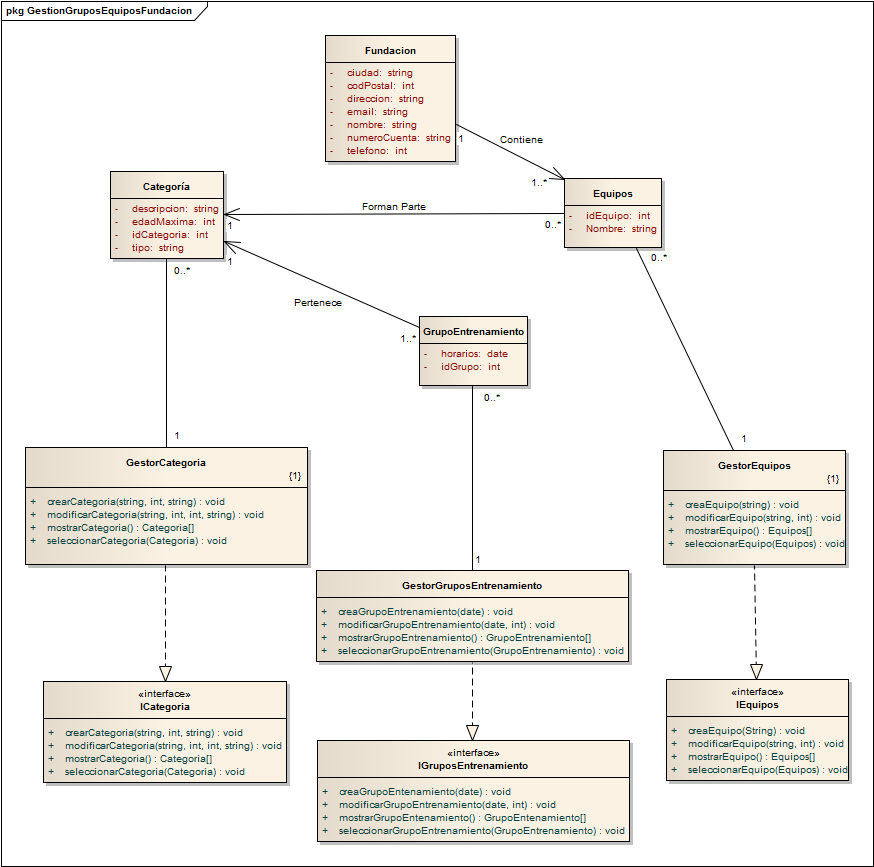 pkg GestionGruposEquiposFundacion
Fundacion
- ciudad: string
- codPostal: int
- direccion: string
- email: string
- nombre: string
- numeroCuenta: string
- telefono: int
1
Contiene
1..*
Categoría
- descripcion: string
- edadMaxima: int
- idCategoria: int
- tipo: string
Equipos
- idEquipo: int
- Nombre: string
Forman Parte
1
0..*
1
0..*
0..*
Pertenece
1..*
GrupoEntrenamiento
- horarios: date
- idGrupo: int
0..*
1
1
GestorCategoria
{1}
+ crearCategoria(string, int, string) : void
+ modificarCategoria(string, int, int, string) : void
+ mostrarCategoria() : Categoria[]
+ seleccionarCategoria(Categoria) : void
GestorEquipos
{1}
+ creaEquipo(string) : void
+ modificarEquipo(string, int) : void
+ mostrarEquipo() : Equipos[]
+ seleccionarEquipo(Equipos) : void
1
GestorGruposEntrenamiento
+ creaGrupoEntrenamiento(date) : void
+ modificarGrupoEntrenamiento(date, int) : void
+ mostrarGrupoEntrenamiento() : GrupoEntrenamiento[]
+ seleccionarGrupoEntrenamiento(GrupoEntrenamiento) : void
«interface»
ICategoria
+ crearCategoria(string, int, string) : void
+ modificarCategoria(string, int, int, string) : void
+ mostrarCategoria() : Categoria[]
+ seleccionarCategoria(Categoria) : void
«interface»
IEquipos
+ creaEquipo(String) : void
+ modificarEquipo(string, int) : void
+ mostrarEquipo() : Equipos[]
+ seleccionarEquipo(Equipos) : void
«interface»
IGruposEntrenamiento
+ creaGrupoEntenamiento(date) : void
+ modificarGrupoEntrenamiento(date, int) : void
+ mostrarGrupoEntenamiento() : GrupoEntenamiento[]
+ seleccionarGrupoEntrenamiento(GrupoEntrenamiento) : void